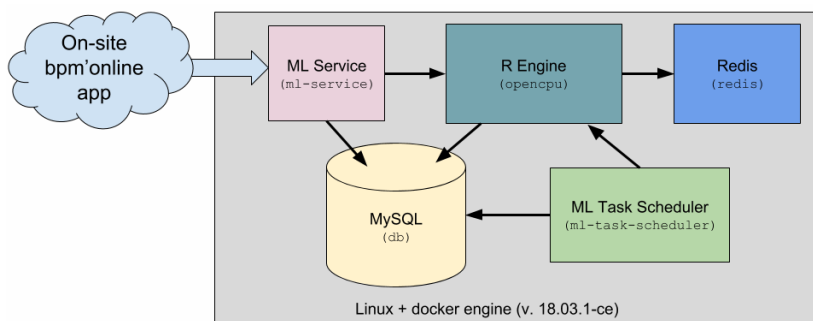 On-site
bpm'online
app
ML Service
(ml-service)
R Engine
(opencpu)
Redis
(redis)
MySQL
(db)
ML Task Scheduler
(ml-task-scheduler)
Linux + docker engine (v. 18.03.1-ce)